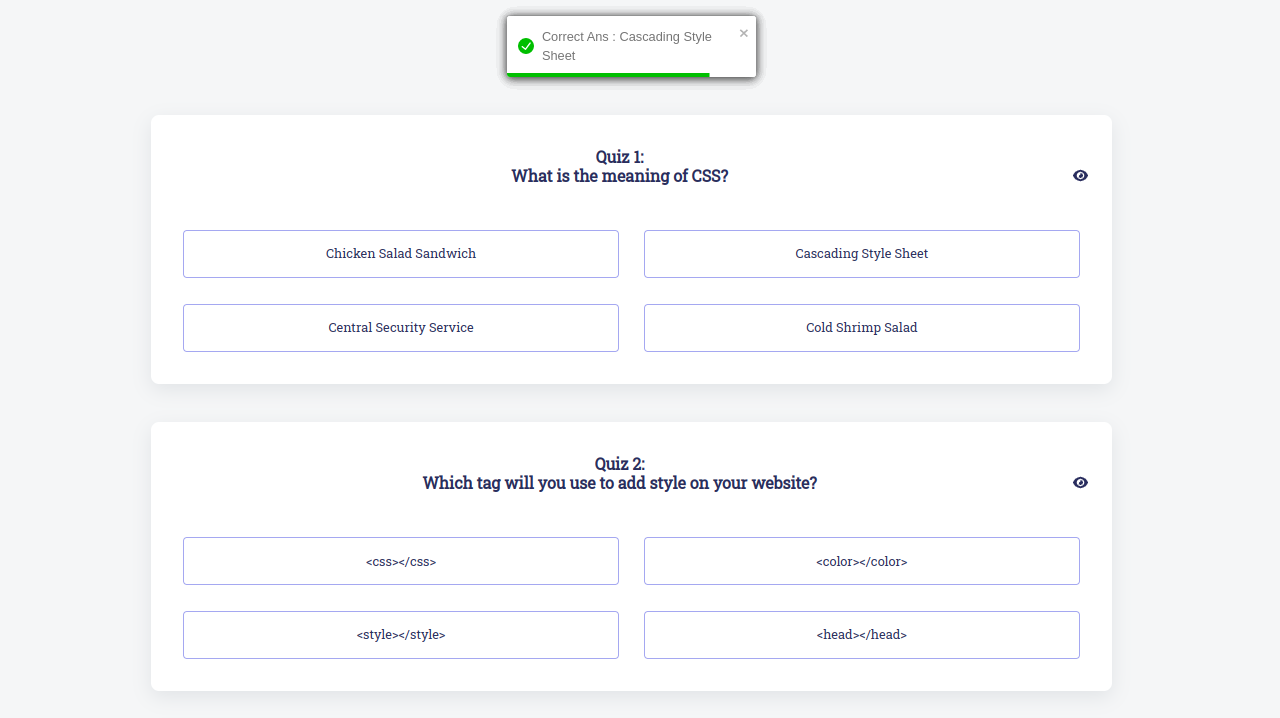 Correct Ans : Cascading Style
Sheet
Quiz 1:
What is the meaning of CSS?
Chicken Salad Sandwich
Cascading Style Sheet
Central Security Service
Cold Shrimp Salad
Quiz 2:
Which tag will you use to add style on your website?
<css></css>
<color></color>
<style></style>
<head></head>